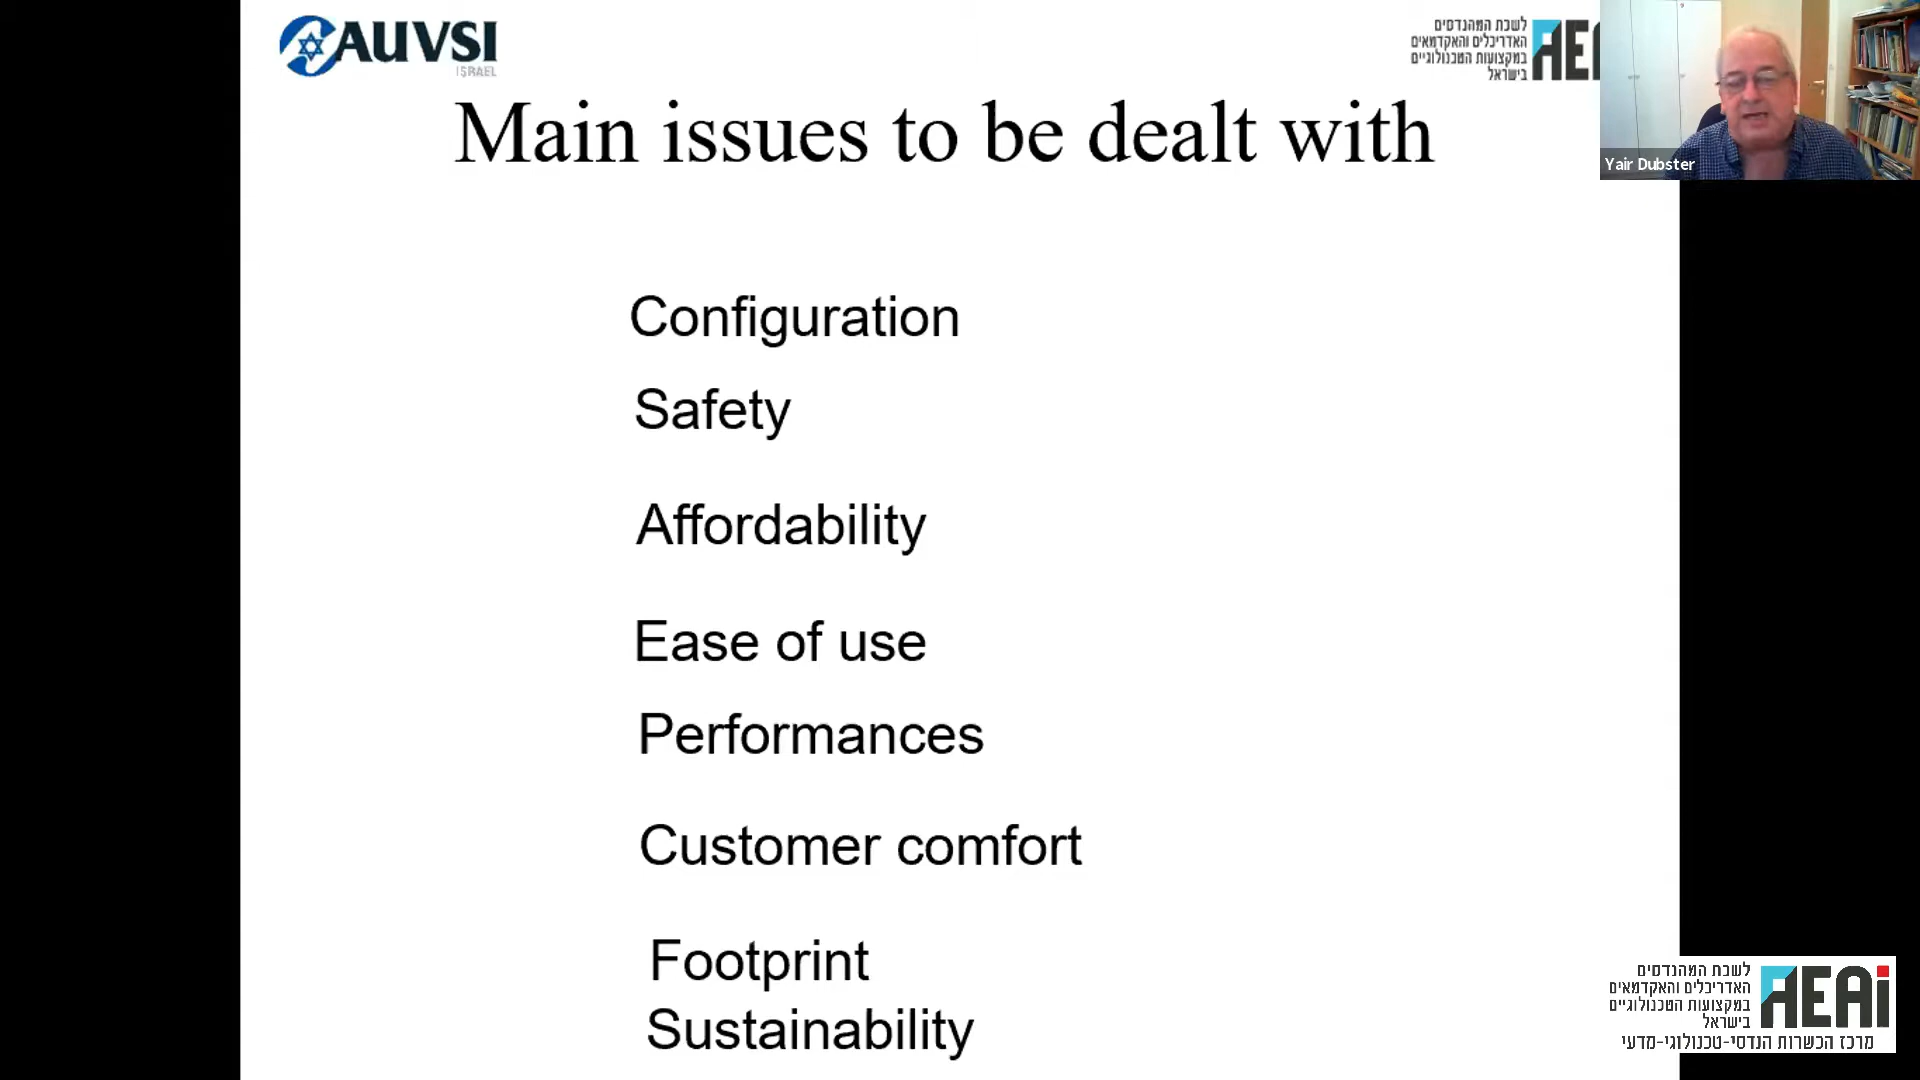 AUVSI
ISRAEL
לשכת המהנדסים
האדריכלים והאקדמאים
במקצועות הטכנולוגיים
בישראל
AEA
Yair Dubster
Main issues to be dealt with
Configuration
Safety
Affordability
Ease of use
Performances
Customer comfort
Footprint
Sustainability
לשכת המהנדסים
האדריכלים והאקדמאים
במקצועות הטכנולוגיים
בישראל
AEAi
מרכז הכשרות הנדסי-טכנולוגי-מדעי